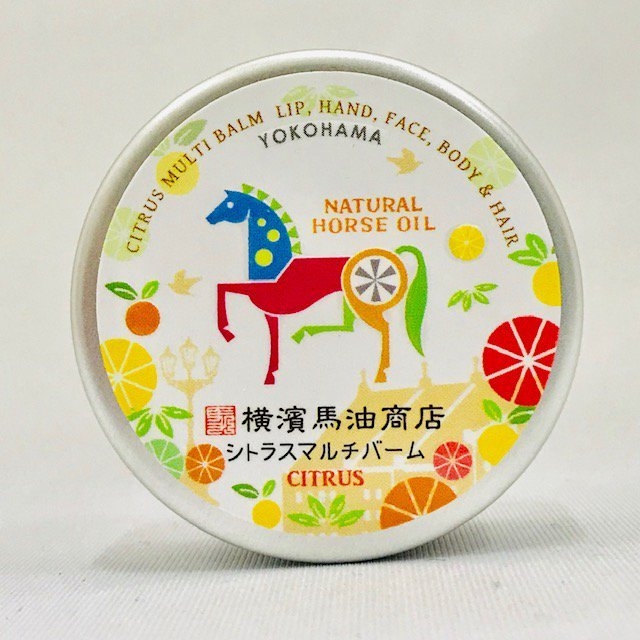 CITRUS MULTI BALM LIP, HAND, FACE, BODY & HAIR
YOKOHAMA
NATURAL
HORSE OIL
横濱馬油商店
シトラスマルチバーム
CITRUS